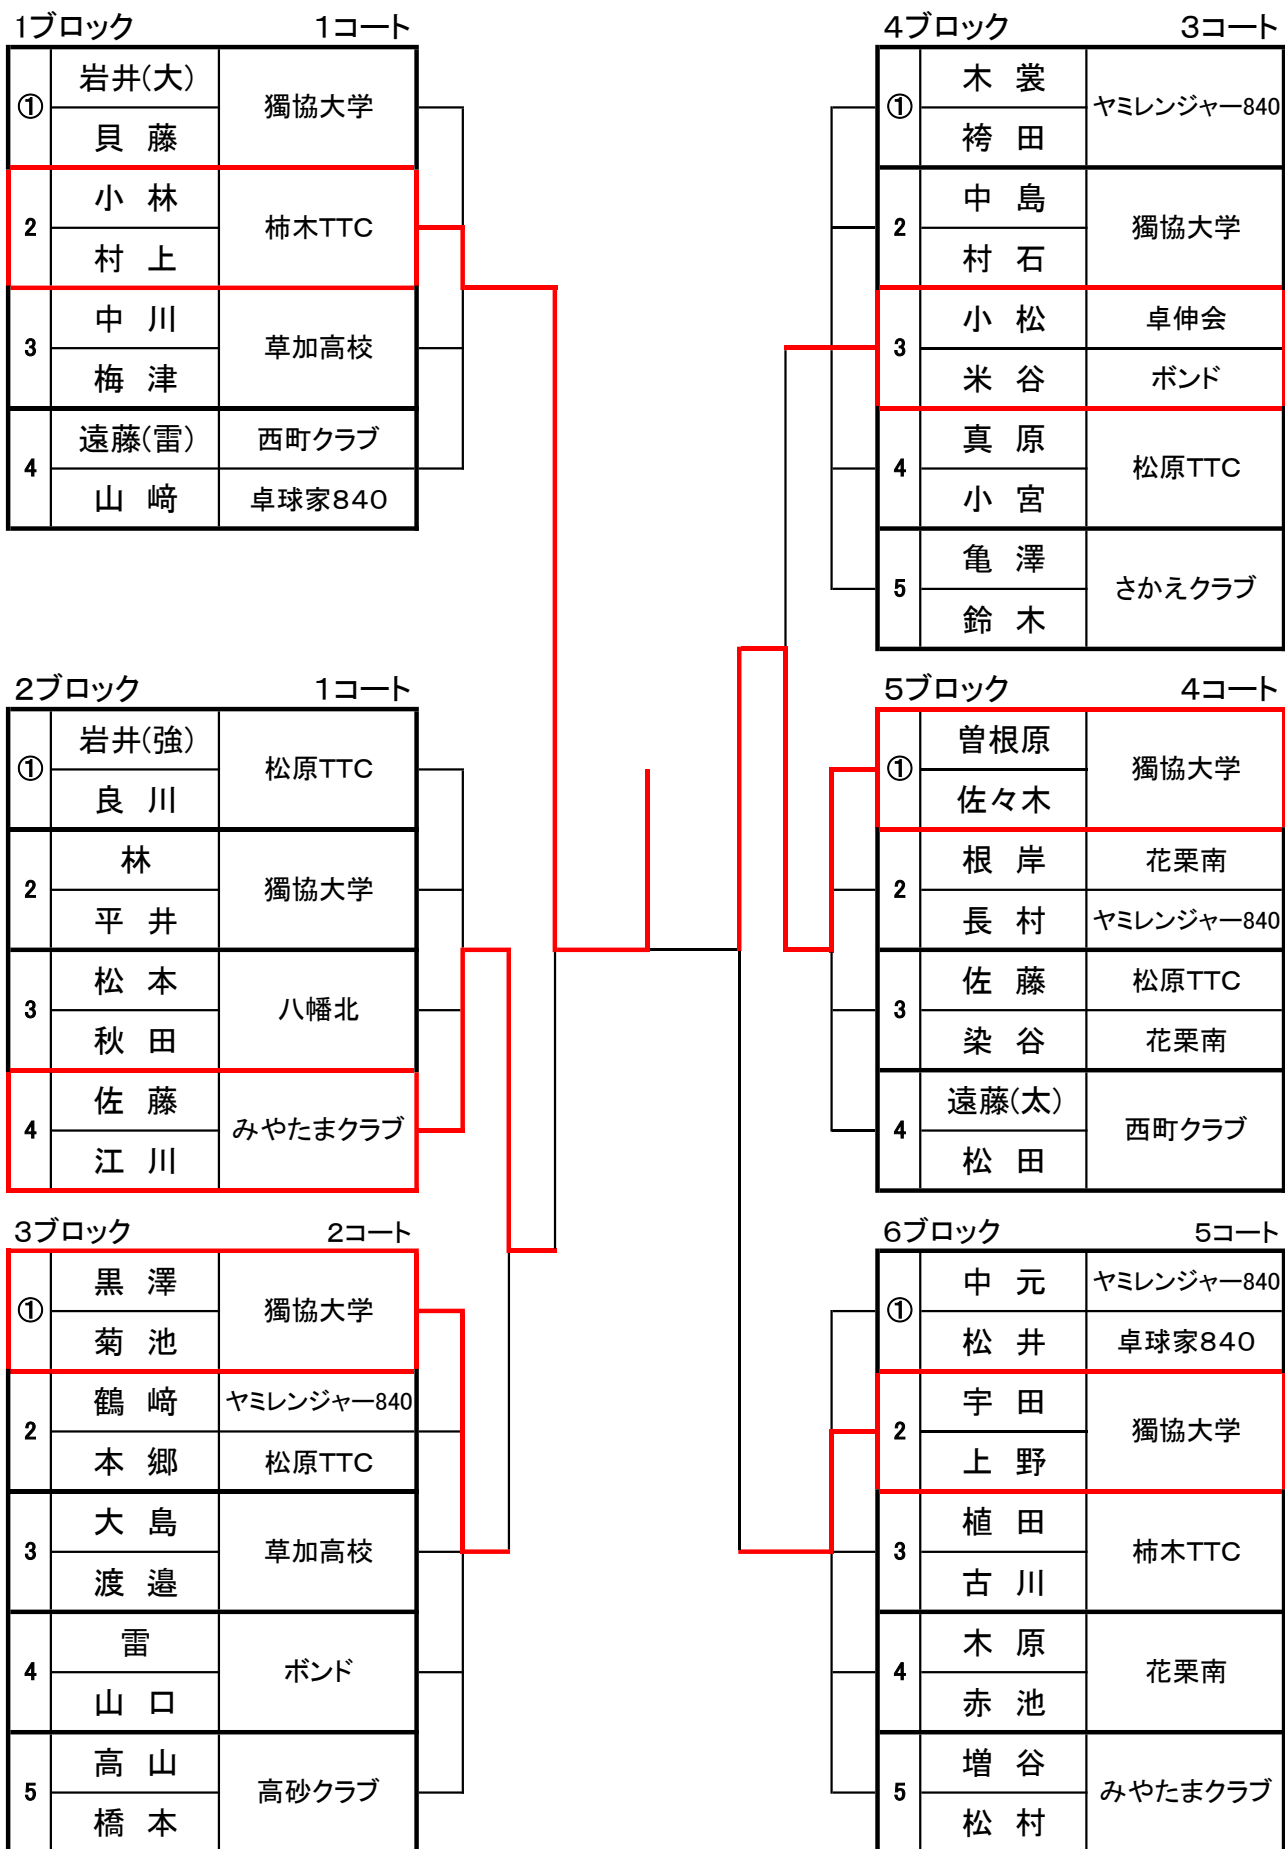 1ブロック 1コート
① 岩井(大) 獨協大学
貝 藤
2 小 林 柿木TTC
村 上
3 中 川 草加高校
梅 津
4 遠藤(雷) 西町クラブ
山 﨑 卓球家840
2ブロック 1コート
① 岩井(強) 松原TTC
良 川
2 林 獨協大学
平 井
3 松 本 八幡北
秋 田
4 佐 藤 みやたまクラブ
江 川
3ブロック 2コート
① 黒 澤 獨協大学
菊 池
2 鶴 﨑 ヤミレンジャー840
本 郷 松原TTC
3 大 島 草加高校
渡 邉
4 雷 ボンド
山 口
5 高 山 高砂クラブ
橋 本
4ブロック 3コート
① 木 裳 ヤミレンジャー840
袴 田
2 中 島 獨協大学
村 石
3 小 松 卓伸会
米 谷 ボンド
4 真 原 松原TTC
小 宮
5 亀 澤 さかえクラブ
鈴 木
5ブロック 4コート
① 曽根原 獨協大学
佐々木
2 根 岸 花栗南
長 村 ヤミレンジャー840
3 佐 藤 松原TTC
染 谷 花栗南
4 遠藤(太) 西町クラブ
松 田
6ブロック 5コート
① 中 元 ヤミレンジャー840
松 井 卓球家840
2 宇 田 獨協大学
上 野
3 植 田 柿木TTC
古 川
4 木 原 花栗南
赤 池
5 増 谷 みやたまクラブ
松 村